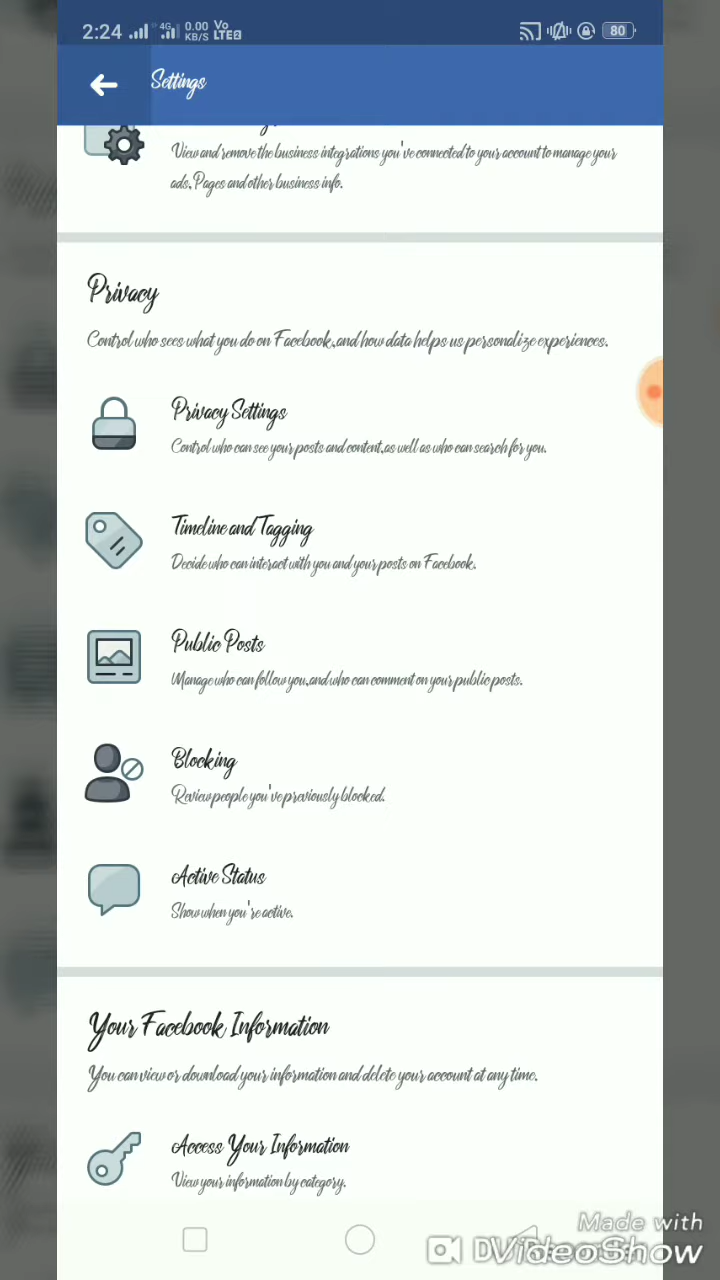 2:24 4G 0.00 KB/S Vo LTE2 80
Settings
View and remove the business integrations you've connected to your account to manage your
ads, Pages and other business info.
Privacy
Control who sees what you do on Facebook, and how data helps us personalize experiences.
Privacy Settings
Control who can see your posts and content, as well as who can search for you.
Timeline and Tagging
Decide who can interact with you and your posts on Facebook.
Public Posts
Manage who can follow you, and who can comment on your public posts.
Blocking
Review people you've previously blocked.
Active Status
Show when you're active.
Your Facebook Information
You can view or download your information and delete your account at any time.
Access Your Information
View your information by category.
Made with
VideoShow